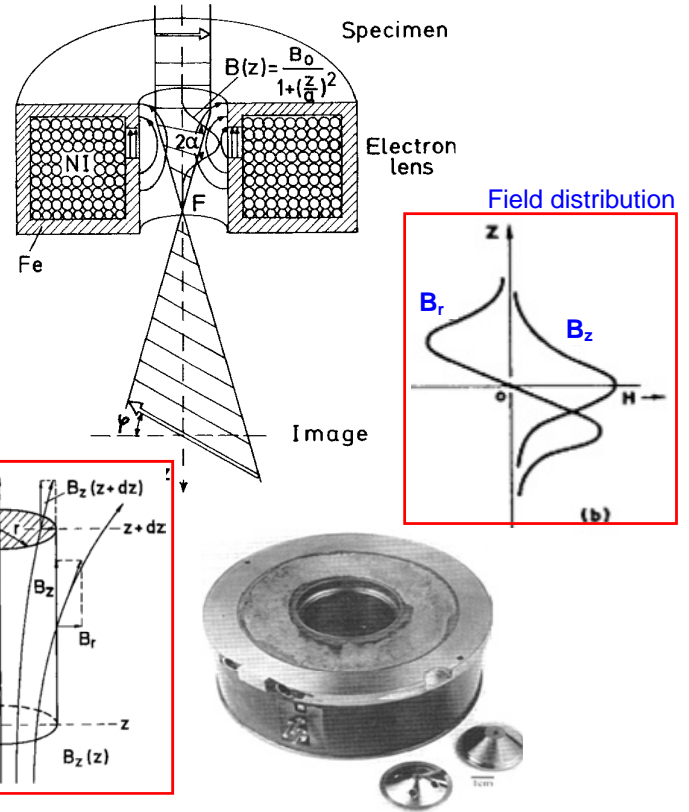 Specimen
B(z)= B₀ / 1+(z/a)²
2α
NI
Electron
lens
F
Fe
φ
Image
Field distribution
z
Br
Bz
o
H →
(b)
Bz(z+dz)
r
z+dz
Bz
Br
z
Bz(z)
1cm